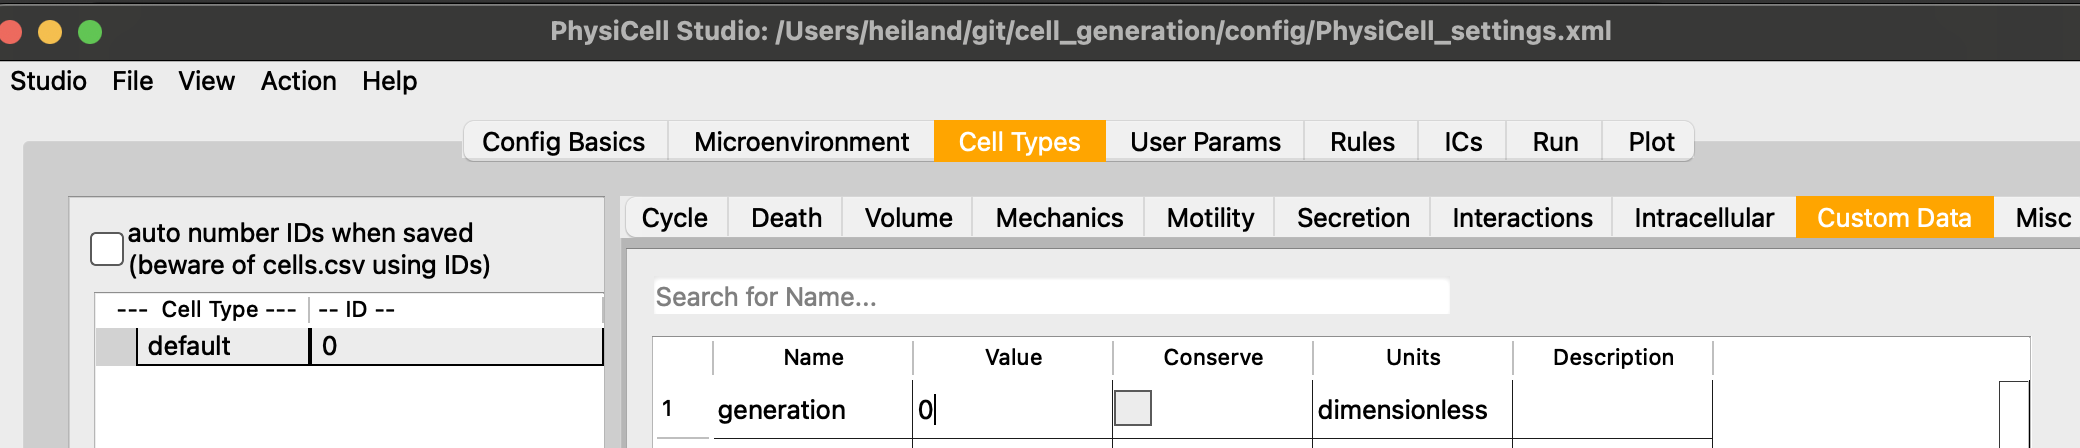 PhysiCell Studio: /Users/heiland/git/cell_generation/config/PhysiCell_settings.xml
Studio File View Action Help
Config Basics Microenvironment Cell Types User Params Rules ICs Run Plot
auto number IDs when saved
(beware of cells.csv using IDs)
--- Cell Type --- -- ID --
default 0
Cycle Death Volume Mechanics Motility Secretion Interactions Intracellular Custom Data Misc
Search for Name...
Name Value Conserve Units Description
1 generation 0 dimensionless